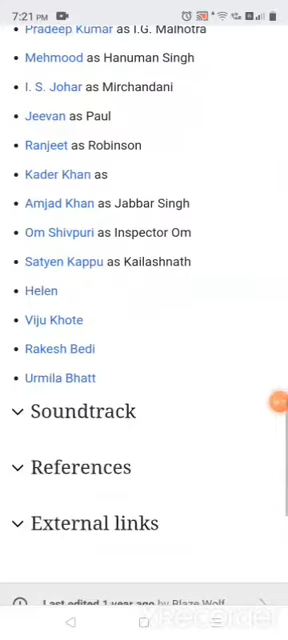 7:21 PM
Pradeep Kumar as I.G. Malhotra
Mehmood as Hanuman Singh
I. S. Johar as Mirchandani
Jeevan as Paul
Ranjeet as Robinson
Kader Khan as
Amjad Khan as Jabbar Singh
Om Shivpuri as Inspector Om
Satyen Kappu as Kailashnath
Helen
Viju Khote
Rakesh Bedi
Urmila Bhatt
Soundtrack
References
External links
Last edited 1 year ago by Blaze Wolf
XRECORDER